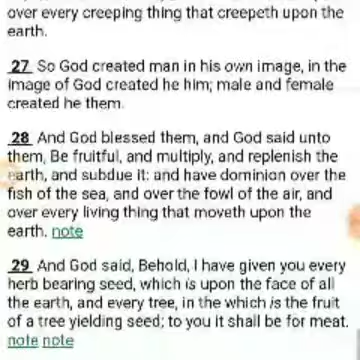 over every creeping thing that creepeth upon the
earth.
27 So God created man in his own image, in the
image of God created he him; male and female
created he them.
28 And God blessed them, and God said unto
them, Be fruitful, and multiply, and replenish the
earth, and subdue it: and have dominion over the
fish of the sea, and over the fowl of the air, and
over every living thing that moveth upon the
earth. note
29 And God said, Behold, I have given you every
herb bearing seed, which is upon the face of all
the earth, and every tree, in the which is the fruit
of a tree yielding seed; to you it shall be for meat.
note note